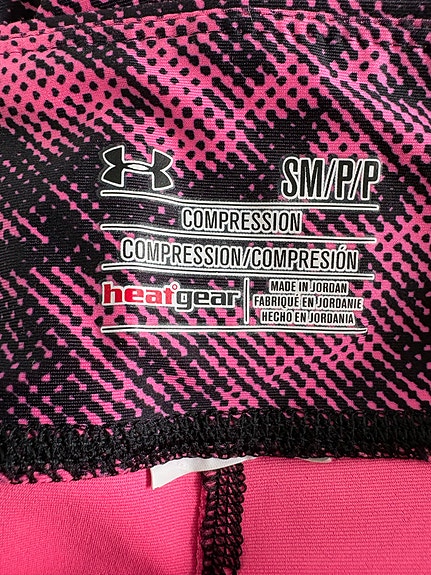 SM/P/P
COMPRESSION
COMPRESSION/COMPRESIÓN
heatgear
MADE IN JORDAN
FABRIQUÉ EN JORDANIE
HECHO EN JORDANIA